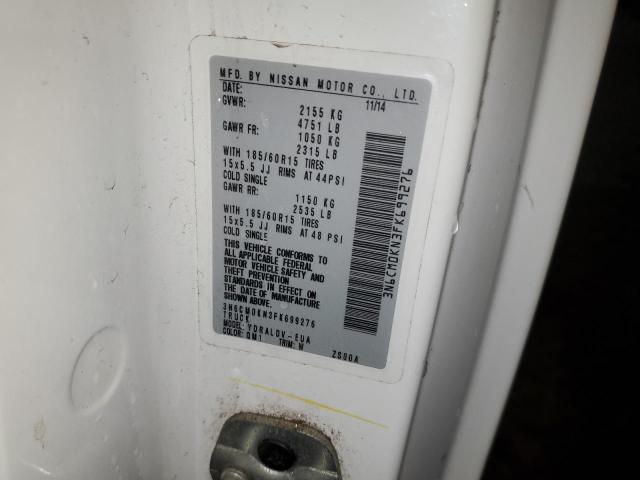 MFD. BY NISSAN MOTOR CO., LTD.
DATE: 11/14
GVWR: 2155 KG
4751 LB
GAWR FR: 1050 KG
2315 LB
WITH 185/60R15 TIRES
15x5.5 JJ RIMS AT 44PSI
COLD SINGLE
GAWR RR: 1150 KG
2535 LB
WITH 185/60R15 TIRES
15x5.5 JJ RIMS AT 48 PSI
COLD SINGLE
THIS VEHICLE CONFORMS TO
ALL APPLICABLE FEDERAL
MOTOR VEHICLE SAFETY AND
THEFT PREVENTION
STANDARDS IN EFFECT ON
THE DATE OF MANUFACTURE
SHOWN ABOVE.
3N6CM0KN3FK699276
TRUCK
MODEL: YDRALDV-EUA
COLOR: QM1 TRIM: W ZS00A
3N6CM0KN3FK699276